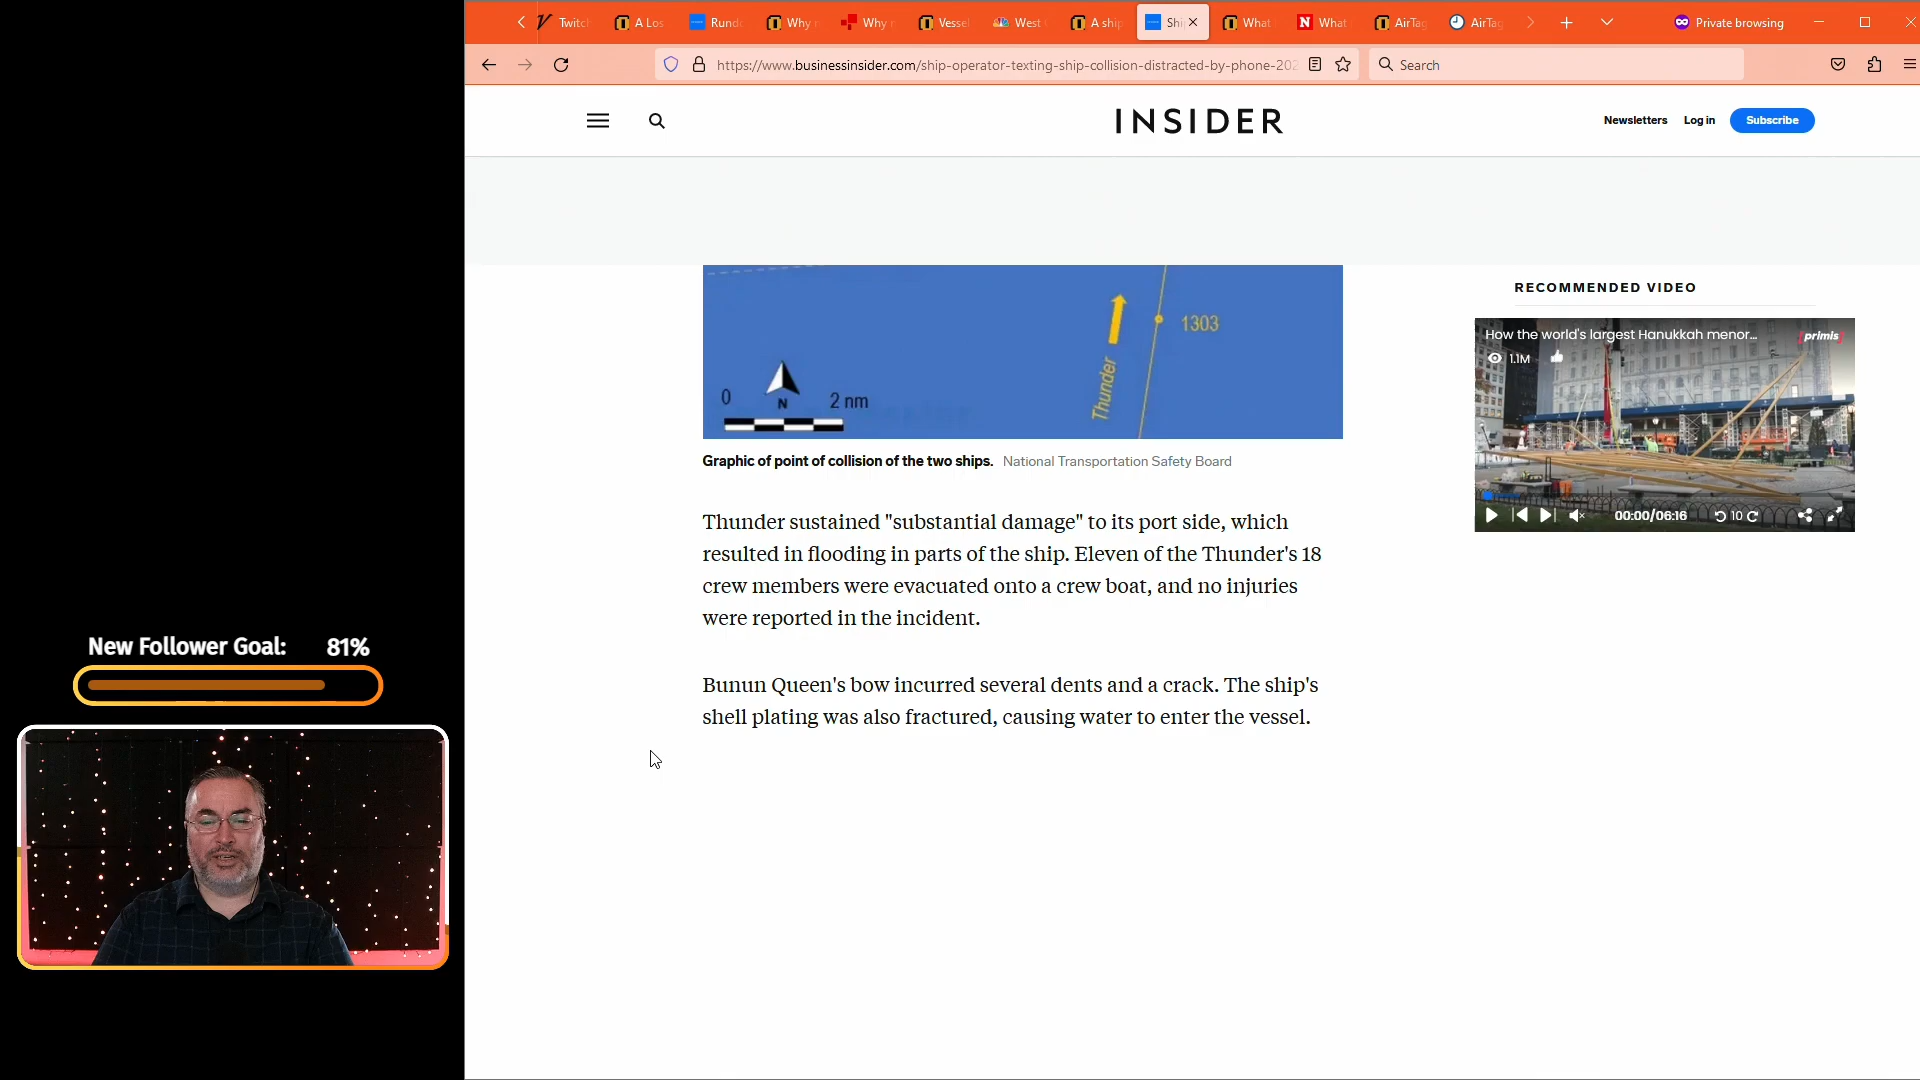 Twitch
A Los
Rund
Why
Why
Vessel
West
A ship
Shi
What
N
What
AirTag
AirTag
Private browsing
https://www.businessinsider.com/ship-operator-texting-ship-collision-distracted-by-phone-202
Search
INSIDER
Newsletters
Log in
Subscribe
1303
Thunder
N
0
2 nm
Graphic of point of collision of the two ships. National Transportation Safety Board
Thunder sustained "substantial damage" to its port side, which
resulted in flooding in parts of the ship. Eleven of the Thunder's 18
crew members were evacuated onto a crew boat, and no injuries
were reported in the incident.
Bunun Queen's bow incurred several dents and a crack. The ship's
shell plating was also fractured, causing water to enter the vessel.
RECOMMENDED VIDEO
How the world's largest Hanukkah menor...
primis
1.1M
00:00/06:16
10
New Follower Goal: 81%